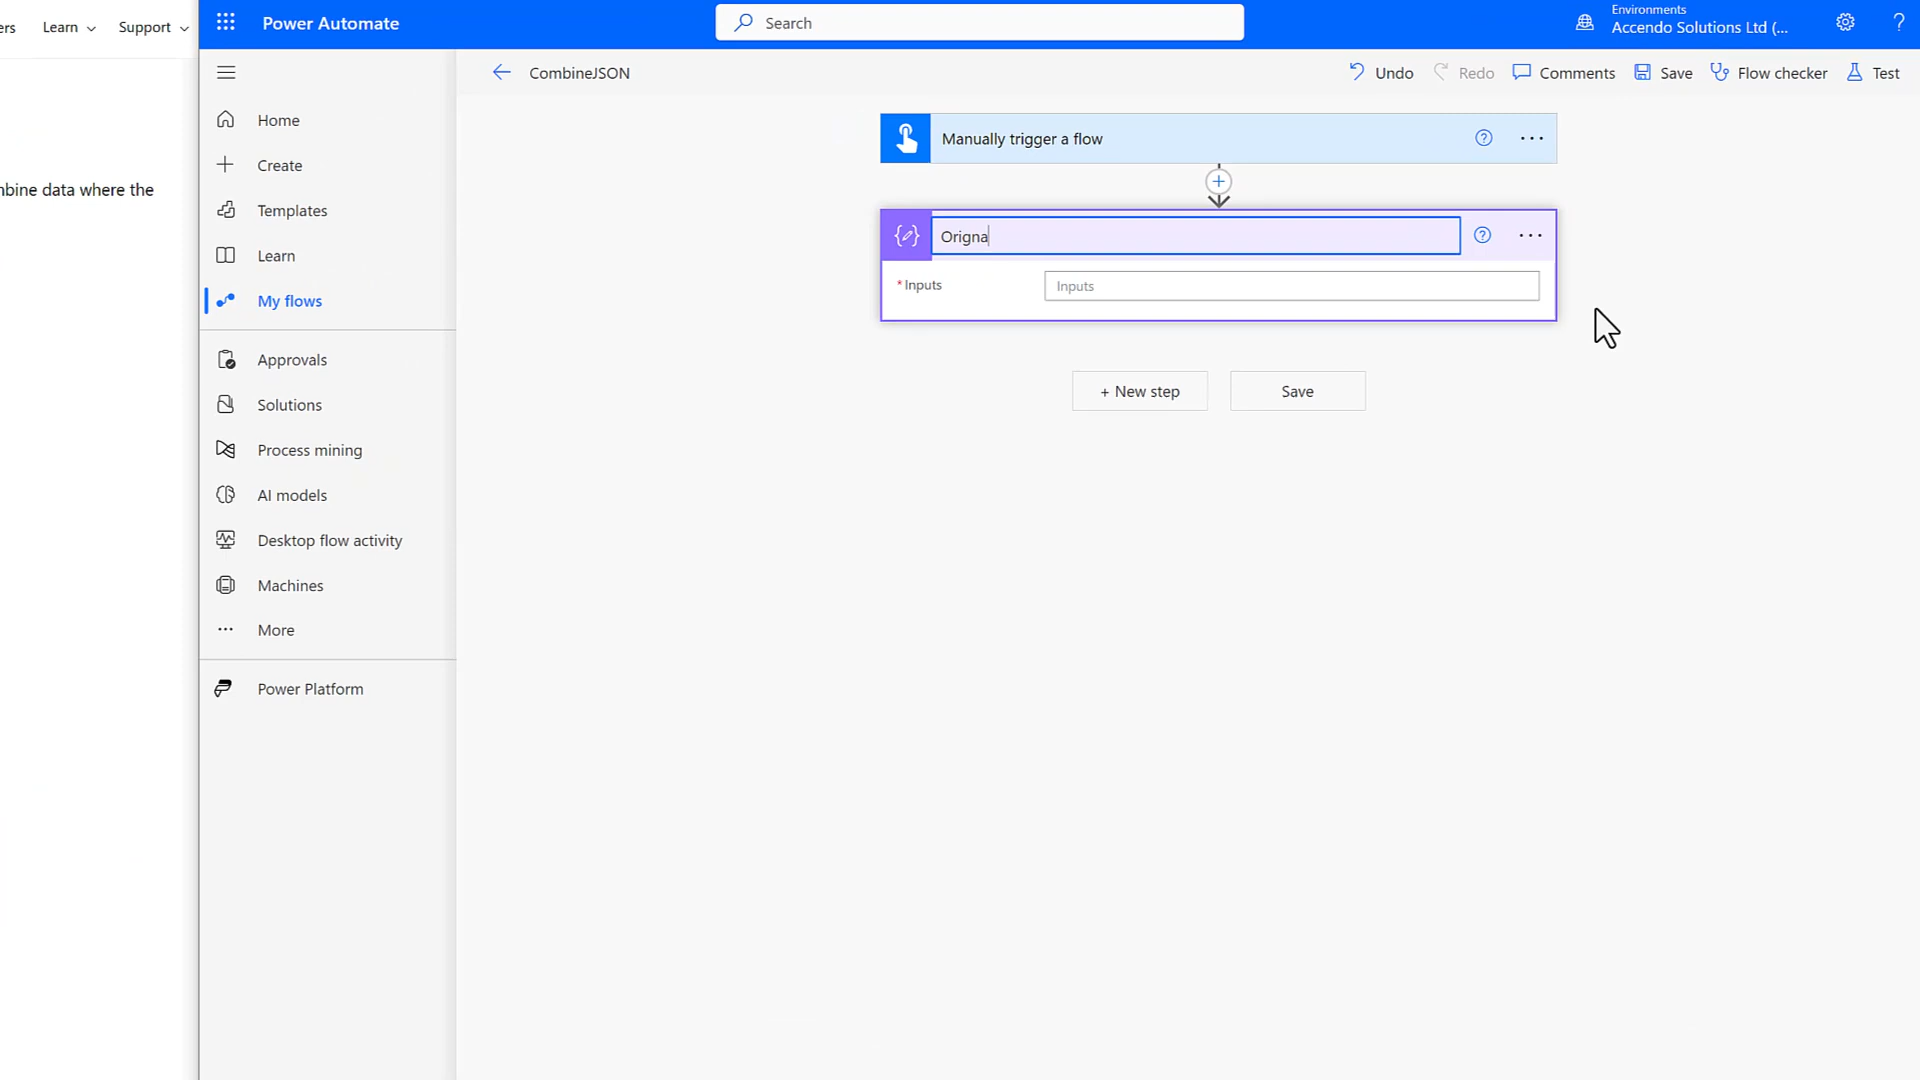 ers
Learn
Support
mbine data where the
Power Automate
Search
Environments
Accendo Solutions Ltd (...
?
CombineJSON
Undo
Redo
Comments
Save
Flow checker
Test
Home
Create
Templates
Learn
My flows
Approvals
Solutions
Process mining
AI models
Desktop flow activity
Machines
More
Power Platform
Manually trigger a flow
Origna
* Inputs
Inputs
+ New step
Save